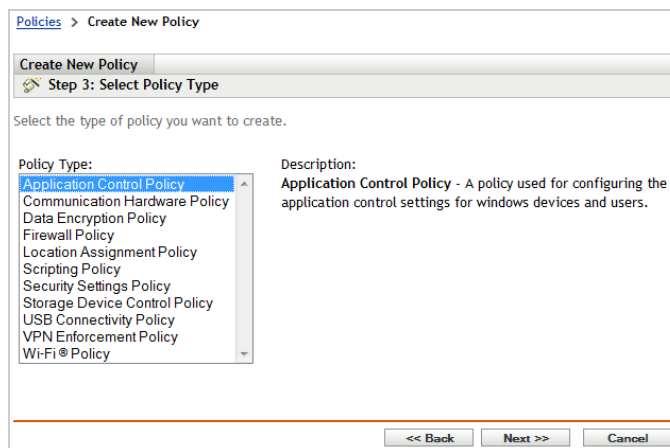 Policies > Create New Policy
Create New Policy
Step 3: Select Policy Type
Select the type of policy you want to create.
Policy Type:
Application Control Policy
Communication Hardware Policy
Data Encryption Policy
Firewall Policy
Location Assignment Policy
Scripting Policy
Security Settings Policy
Storage Device Control Policy
USB Connectivity Policy
VPN Enforcement Policy
Wi-Fi ® Policy
Description:
Application Control Policy - A policy used for configuring the
application control settings for windows devices and users.
<< Back
Next >>
Cancel